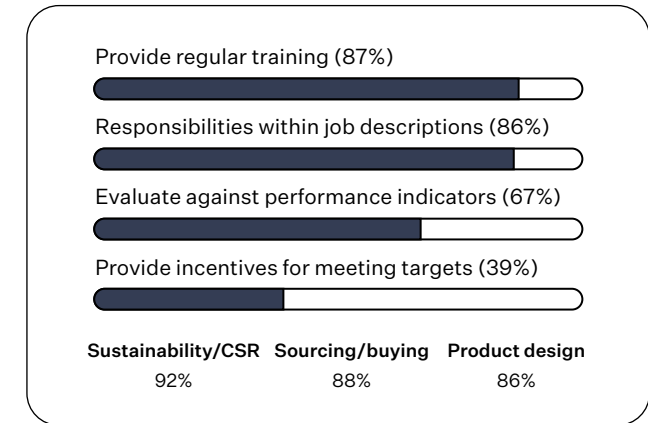 Provide regular training (87%)
Responsibilities within job descriptions (86%)
Evaluate against performance indicators (67%)
Provide incentives for meeting targets (39%)
Sustainability/CSR Sourcing/buying Product design
92% 88% 86%